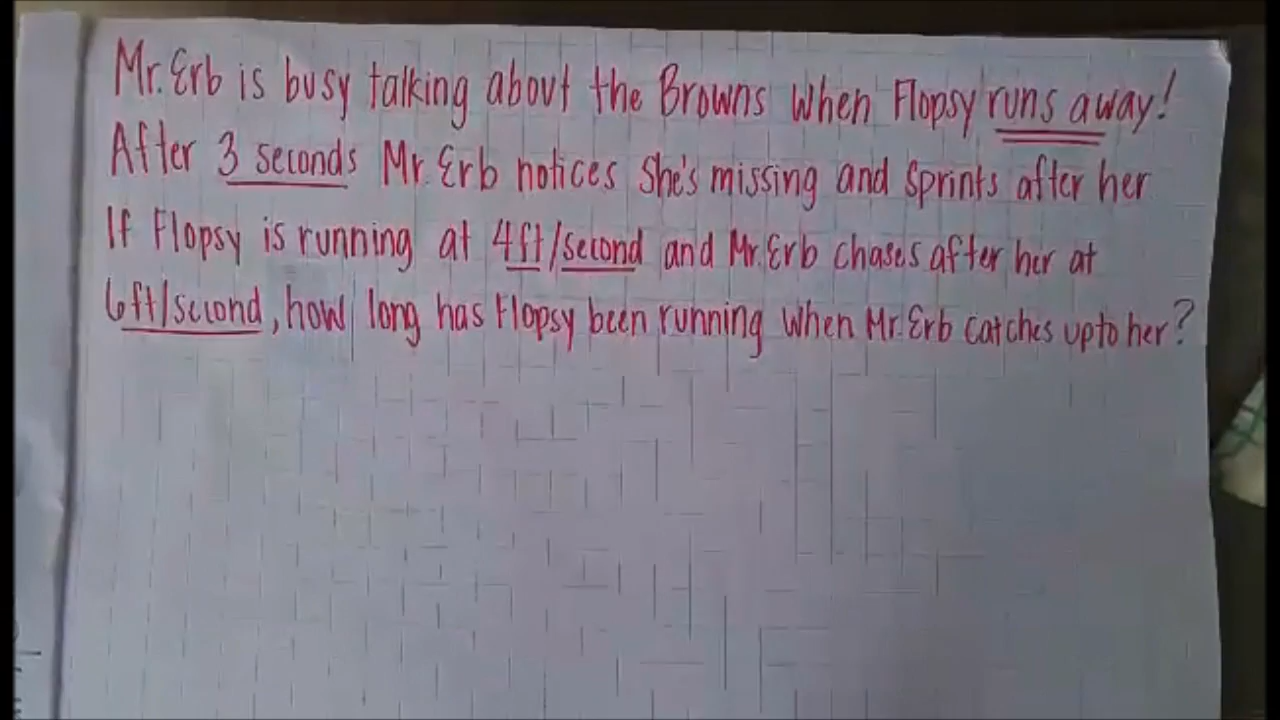 Mr. Erb is busy talking about the Browns when Flopsy runs away!
After 3 seconds Mr. Erb notices she's missing and sprints after her
If Flopsy is running at 4ft/second and Mr. Erb chases after her at
6ft/second, how long has Flopsy been running when Mr. Erb catches up to her?